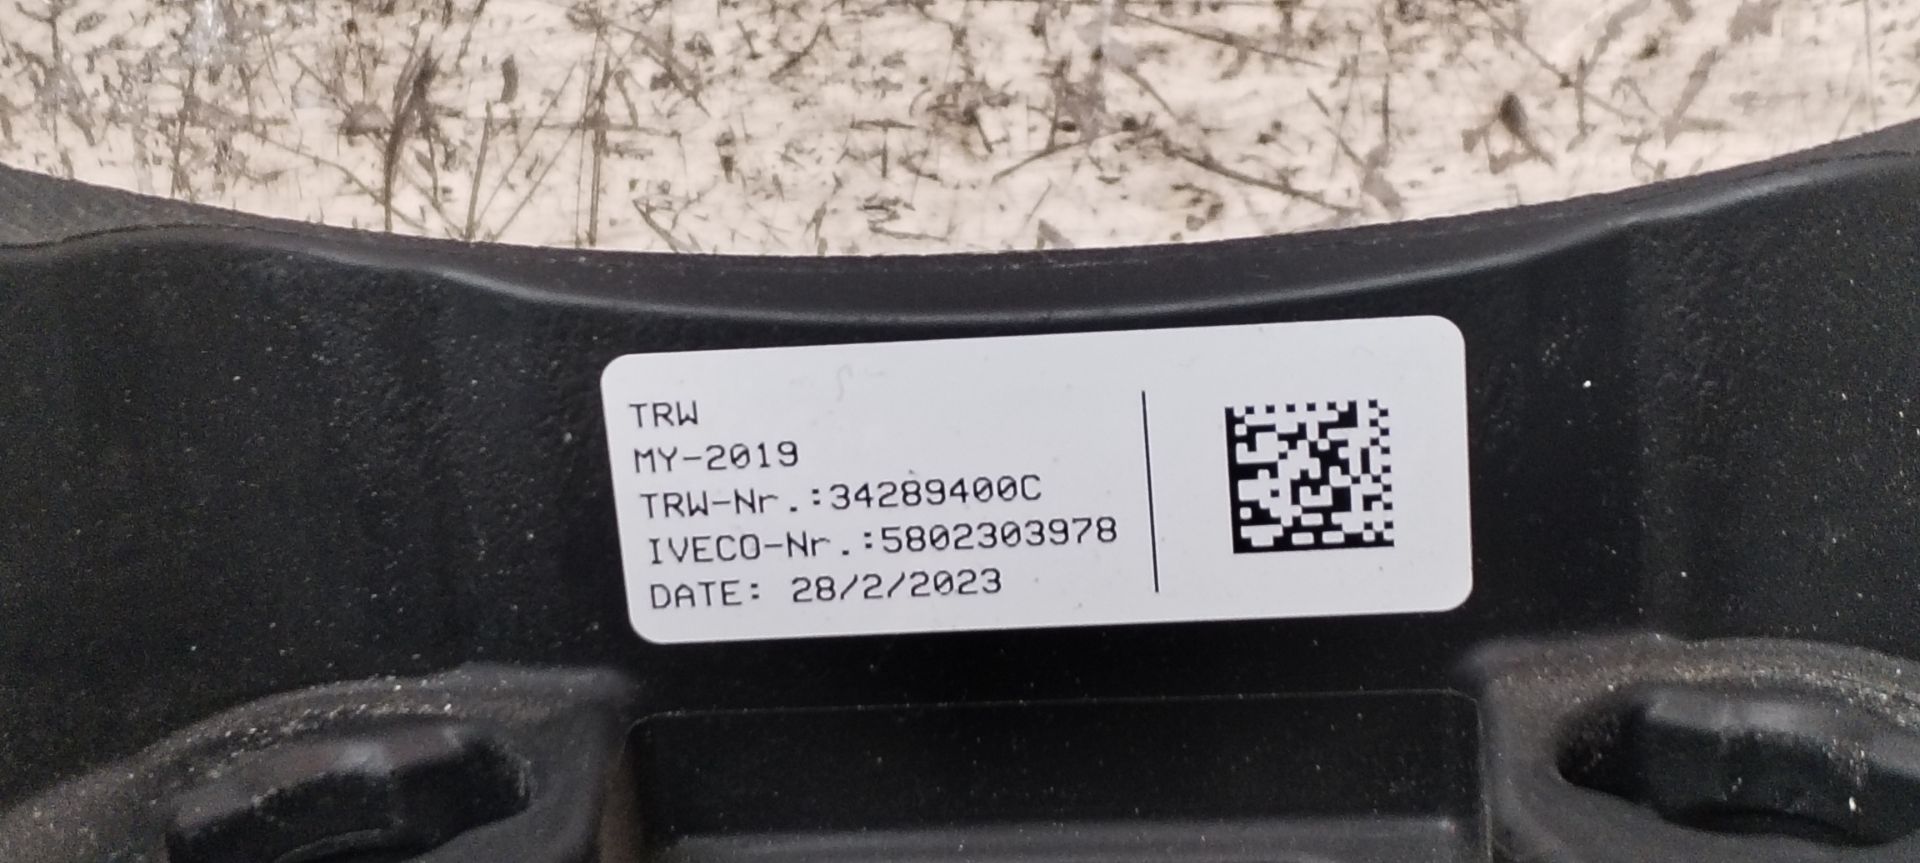 TRW
MY-2019
TRW-Nr.:34289400C
IVECO-Nr.:5802303978
DATE: 28/2/2023